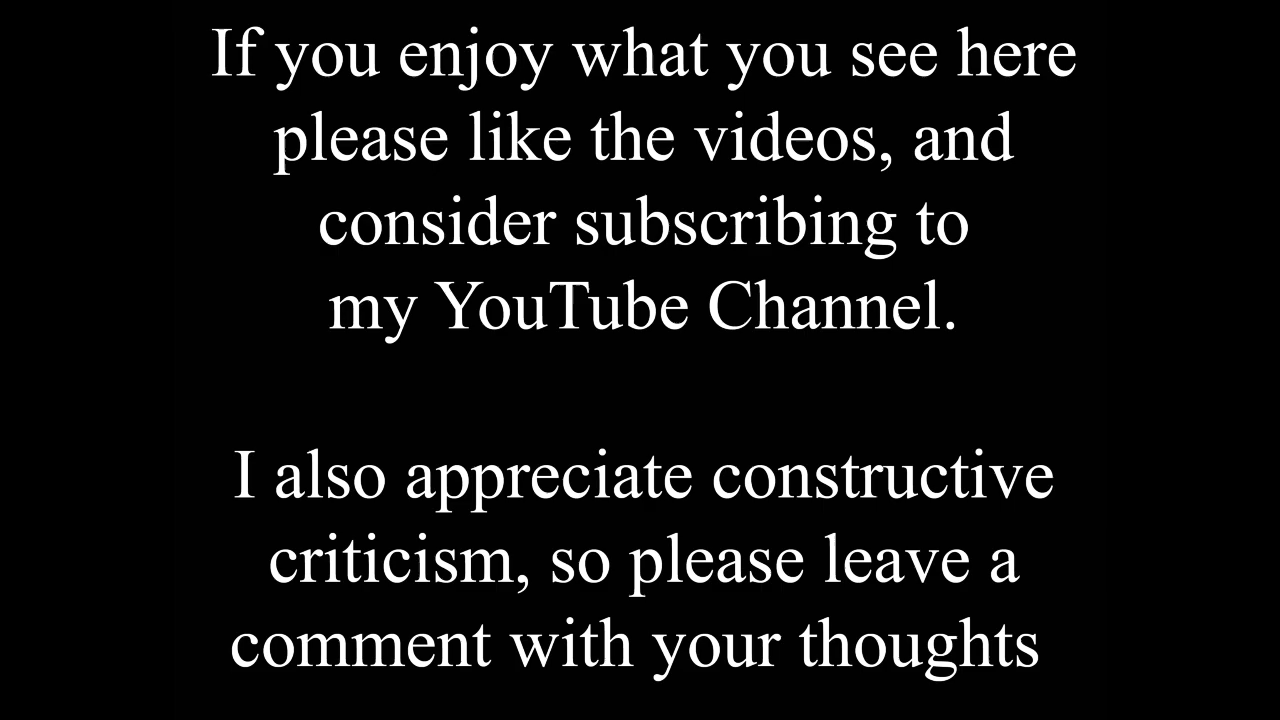 If you enjoy what you see here
please like the videos, and
consider subscribing to
my YouTube Channel.
I also appreciate constructive
criticism, so please leave a
comment with your thoughts